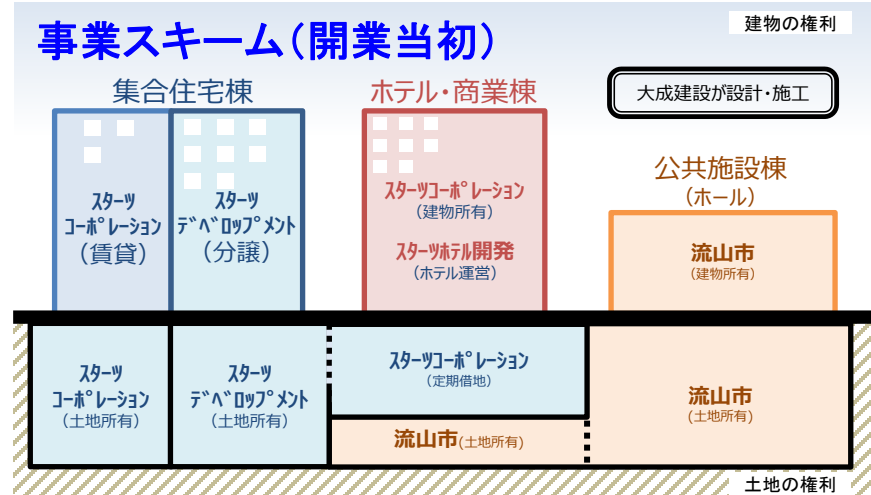 事業スキーム（開業当初）
建物の権利
集合住宅棟
ホテル・商業棟
大成建設が設計・施工
公共施設棟
（ホール）
ｽﾀｰﾂ
ｺｰﾎﾟﾚｰｼｮﾝ
（賃貸）
ｽﾀｰﾂ
ﾃﾞﾍﾞﾛｯﾌﾟﾒﾝﾄ
（分譲）
ｽﾀｰﾂｺｰﾎﾟﾚｰｼｮﾝ
（建物所有）
ｽﾀｰﾂﾎﾃﾙ開発
（ホテル運営）
流山市
（建物所有）
ｽﾀｰﾂ
ｺｰﾎﾟﾚｰｼｮﾝ
（土地所有）
ｽﾀｰﾂ
ﾃﾞﾍﾞﾛｯﾌﾟﾒﾝﾄ
（土地所有）
ｽﾀｰﾂｺｰﾎﾟﾚｰｼｮﾝ
（定期借地）
流山市（土地所有）
流山市
（土地所有）
土地の権利